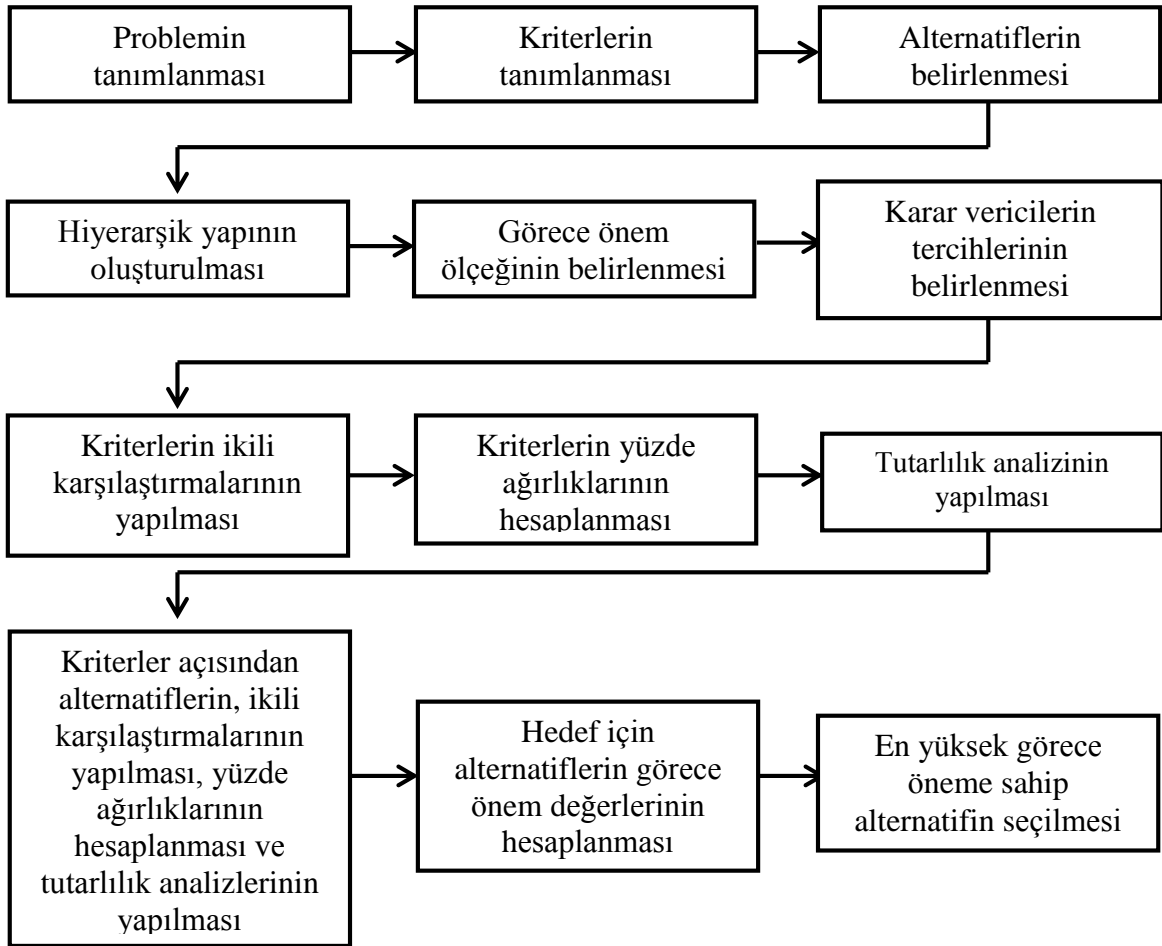 Problemin
tanımlanması
Kriterlerin
tanımlanması
Alternatiflerin
belirlenmesi
Hiyerarşik yapının
oluşturulması
Görece önem
ölçeğinin belirlenmesi
Karar vericilerin
tercihlerinin
belirlenmesi
Kriterlerin ikili
karşılaştırmalarının
yapılması
Kriterlerin yüzde
ağırlıklarının
hesaplanması
Tutarlılık analizinin
yapılması
Kriterler açısından
alternatiflerin, ikili
karşılaştırmalarının
yapılması, yüzde
ağırlıklarının
hesaplanması ve
tutarlılık analizlerinin
yapılması
Hedef için
alternatiflerin görece
önem değerlerinin
hesaplanması
En yüksek görece
öneme sahip
alternatifin seçilmesi